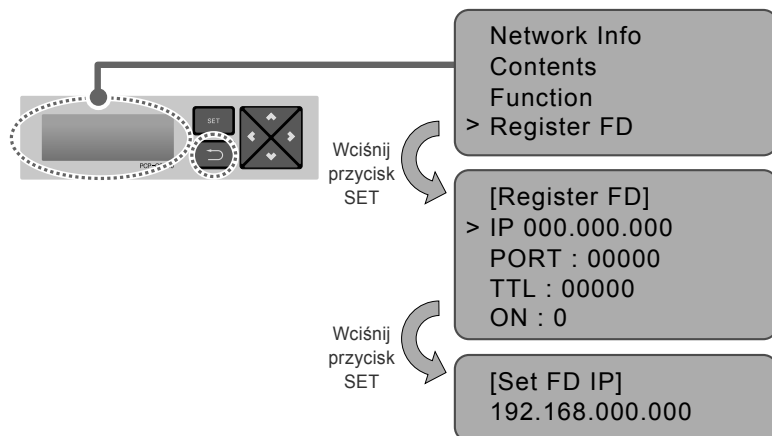 Network Info
Contents
Function
> Register FD
SET
Wciśnij
przycisk
SET
[Register FD]
> IP 000.000.000
PORT : 00000
TTL : 00000
ON : 0
Wciśnij
przycisk
SET
[Set FD IP]
192.168.000.000